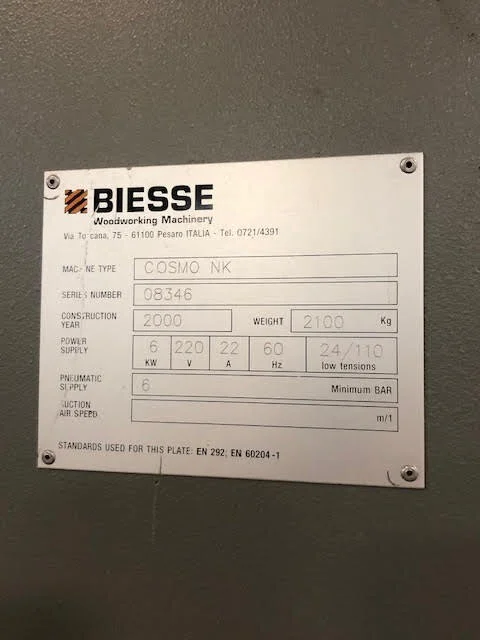 BIESSE
Woodworking Machinery
Via Toscana, 75 - 61100 Pesaro ITALIA - Tel. 0721/4391
MACHINE TYPE COSMO NK
SERIES NUMBER 08346
CONSTRUCTION YEAR 2000 WEIGHT 2100 Kg
POWER SUPPLY 6 KW 220 V 22 A 60 Hz 24/110 low tensions
PNEUMATIC SUPPLY 6 Minimum BAR
SUCTION AIR SPEED m/1
STANDARDS USED FOR THIS PLATE: EN 292; EN 60204-1